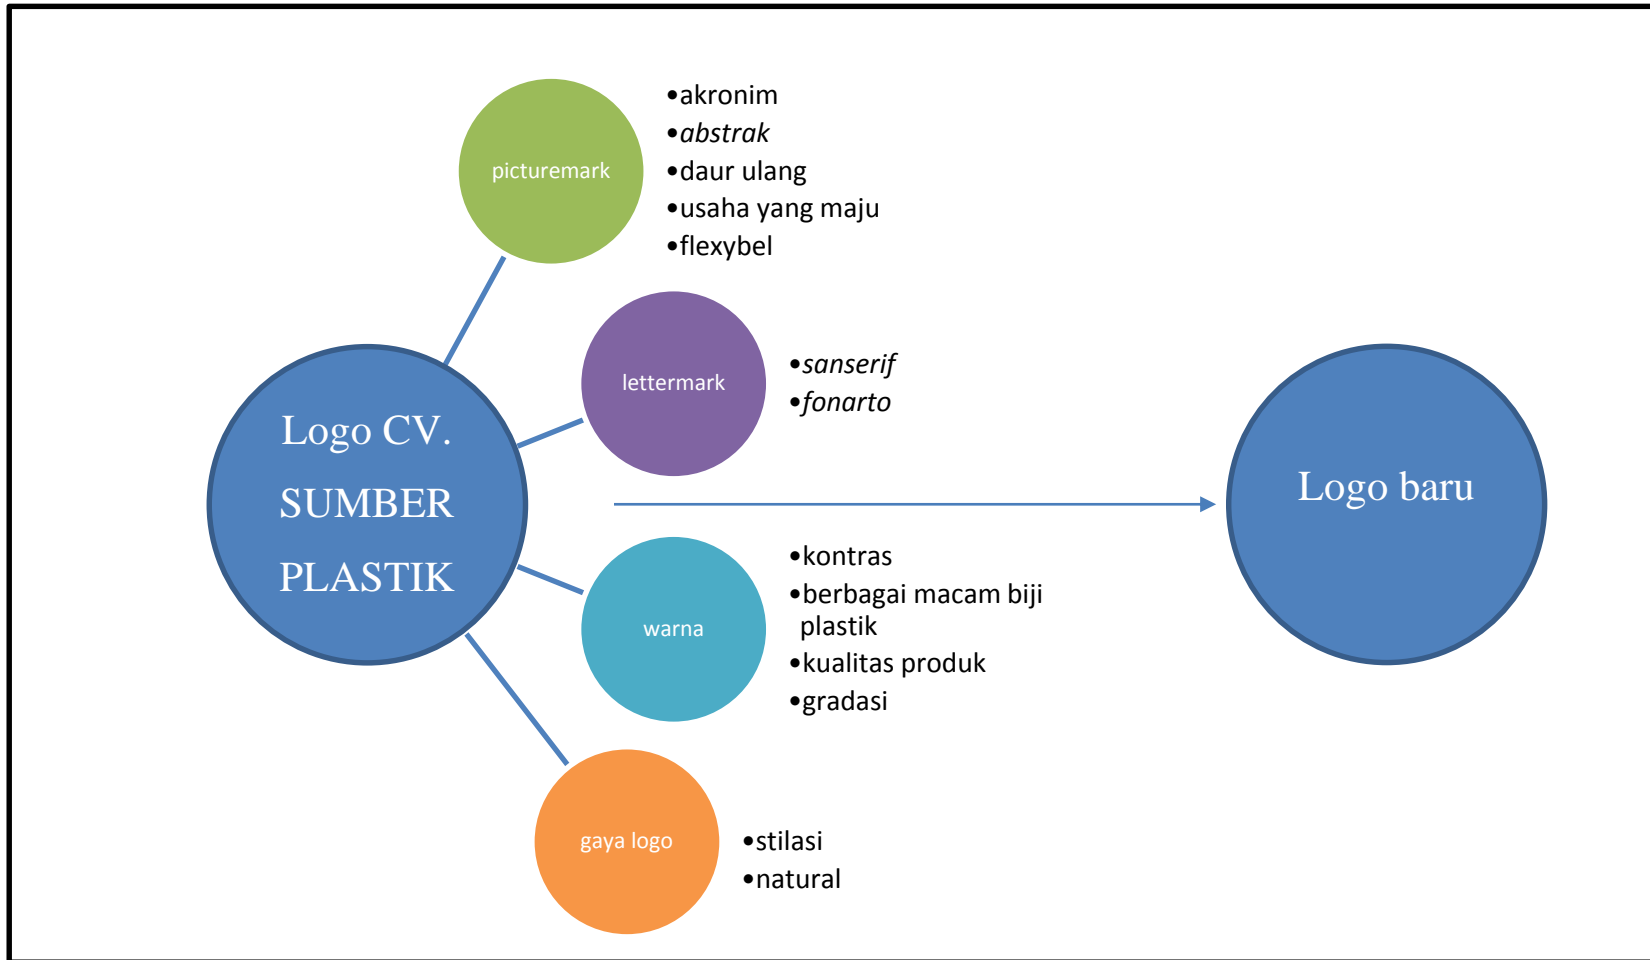 Logo CV.
SUMBER
PLASTIK
picturemark
•akronim
•abstrak
•daur ulang
•usaha yang maju
•flexybel
lettermark
•sanserif
•fonarto
warna
•kontras
•berbagai macam biji
plastik
•kualitas produk
•gradasi
gaya logo
•stilasi
•natural
Logo baru